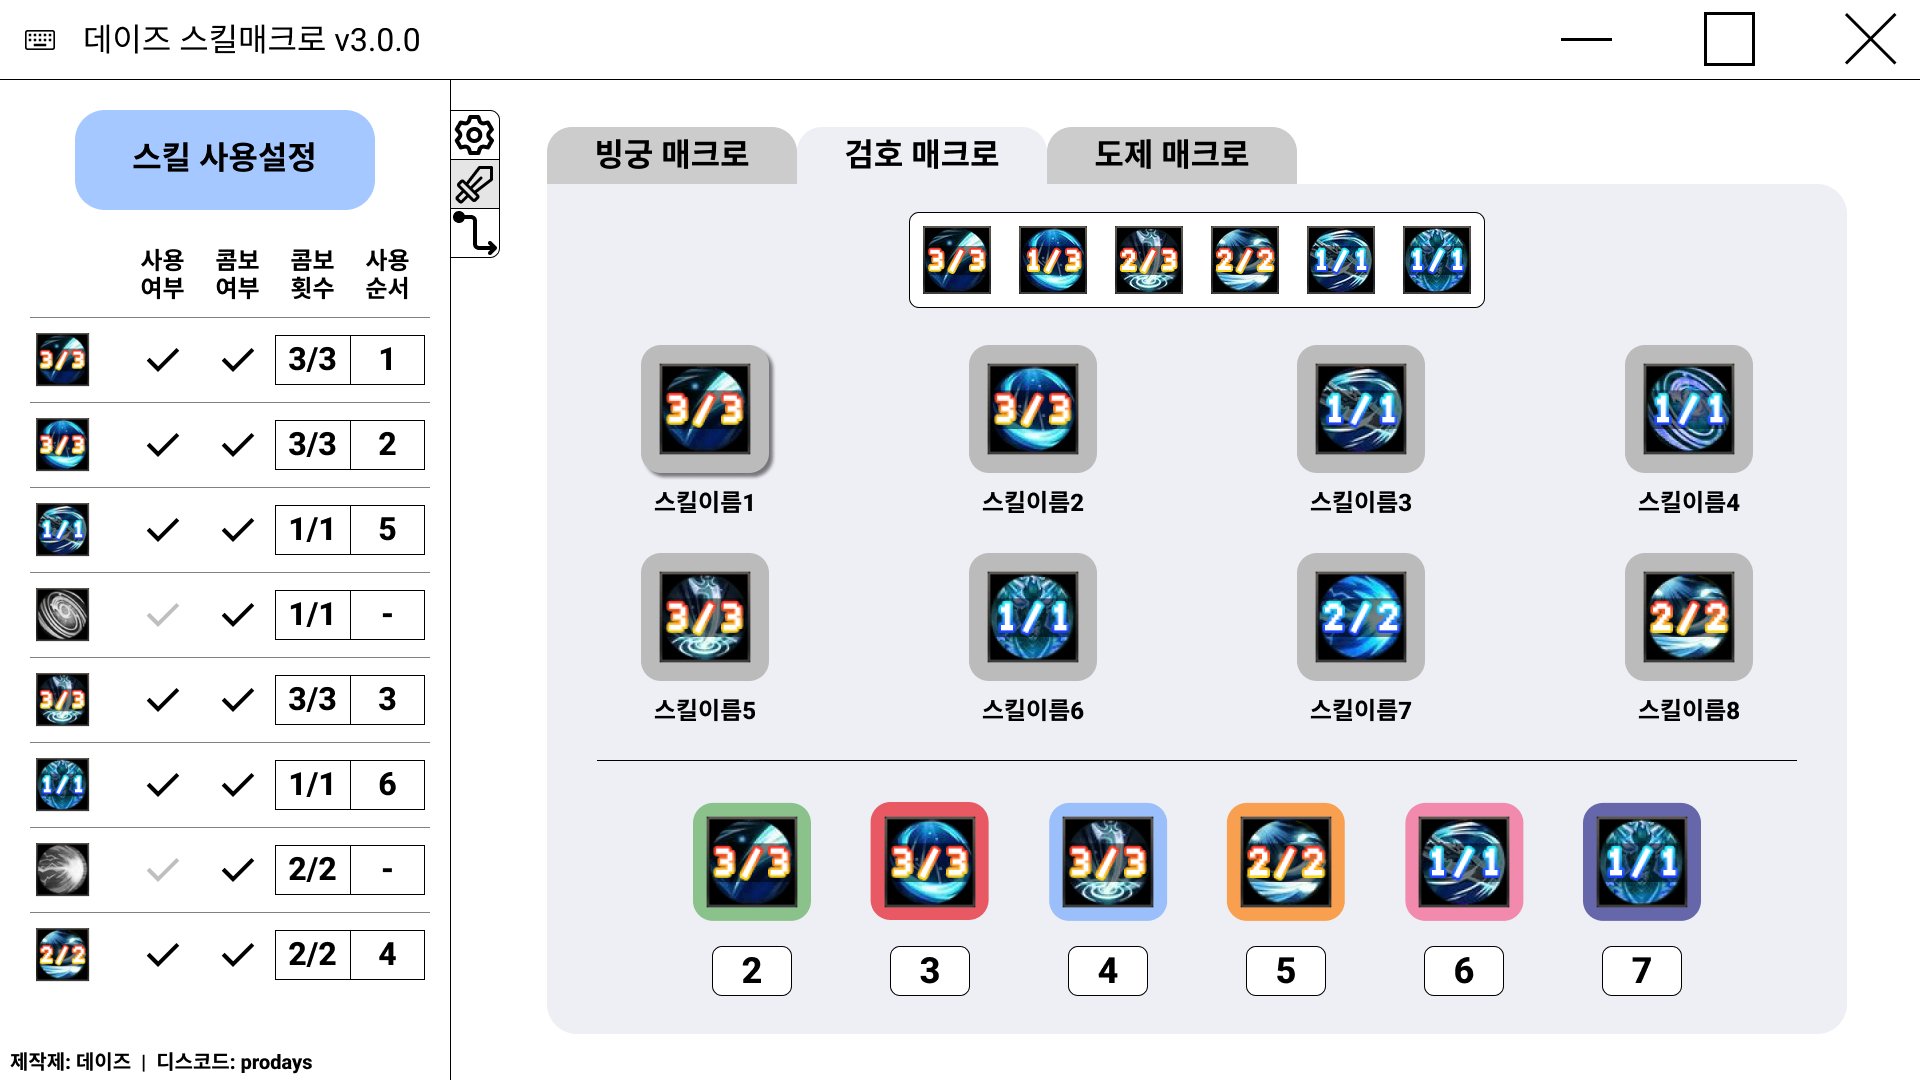 데이즈 스킬매크로 v3.0.0
스킬 사용설정
사용 여부 콤보 여부 콤보 횟수 사용 순서
3/3 3/3 1
3/3 3/3 2
1/1 1/1 5
1/1 -
3/3 3/3 3
1/1 1/1 6
2/2 -
2/2 2/2 4
제작제: 데이즈 | 디스코드: prodays
빙궁 매크로 검호 매크로 도제 매크로
3/3 1/3 2/3 2/2 1/1 1/1
3/3 3/3 1/1 1/1
스킬이름1 스킬이름2 스킬이름3 스킬이름4
3/3 1/1 2/2 2/2
스킬이름5 스킬이름6 스킬이름7 스킬이름8
3/3 3/3 3/3 2/2 1/1 1/1
2 3 4 5 6 7